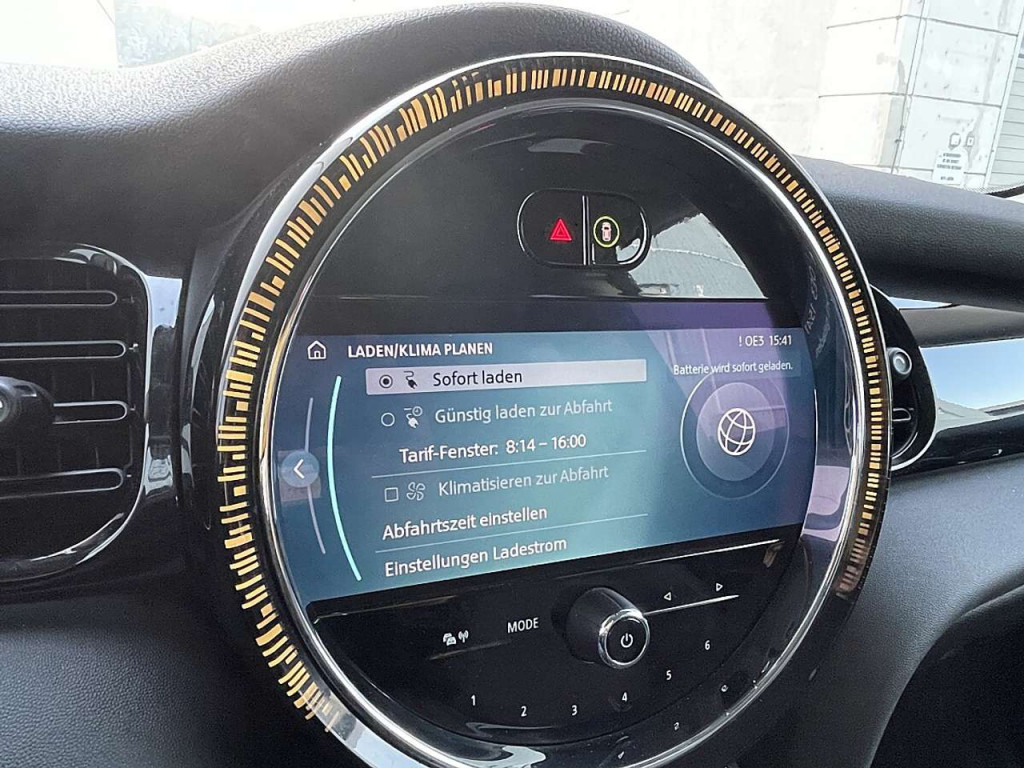 LADEN/KLIMA PLANEN
! OE3 15:41
Sofort laden
Batterie wird sofort geladen.
Günstig laden zur Abfahrt
Tarif-Fenster: 8:14 – 16:00
Klimatisieren zur Abfahrt
Abfahrtszeit einstellen
Einstellungen Ladestrom
MODE
1 2 3 4 5 6